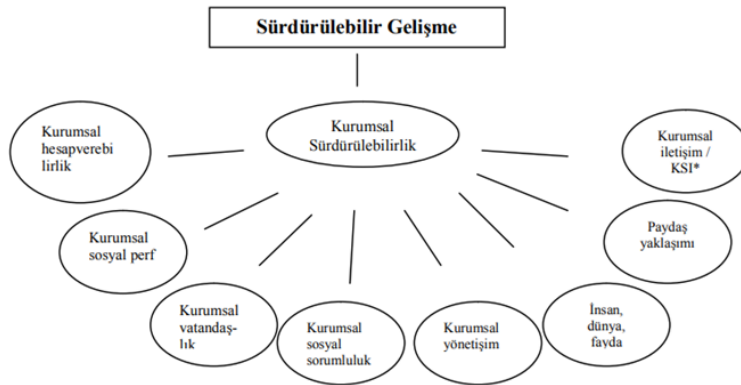 Sürdürülebilir Gelişme
Kurumsal
Sürdürülebilirlik
Kurumsal
hesapverebi
lirlik
Kurumsal
sosyal perf
Kurumsal
vatandaş-
lık
Kurumsal
sosyal
sorumluluk
Kurumsal
yönetişim
İnsan,
dünya,
fayda
Paydaş
yaklaşımı
Kurumsal
iletişim /
KSI*